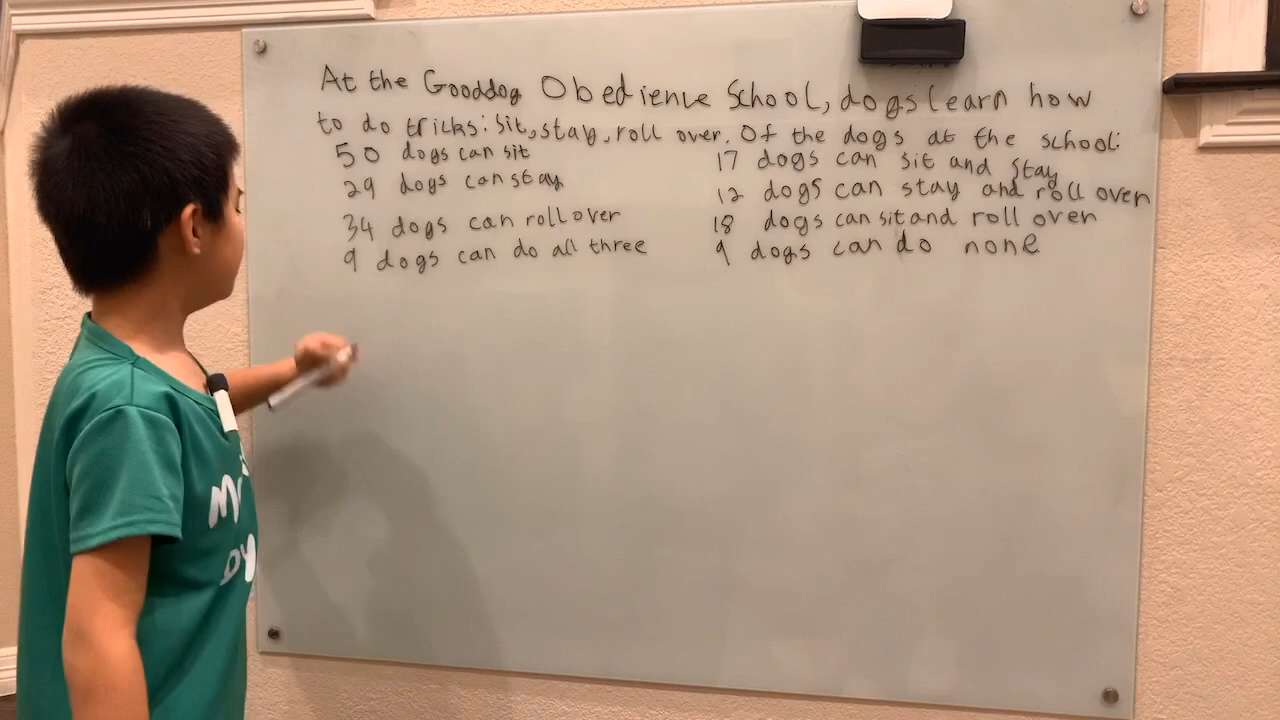 At the Gooddog Obedience School, dogs learn how
to do tricks: sit, stay, roll over. Of the dogs at the school:
50 dogs can sit
29 dogs can stay
34 dogs can roll over
9 dogs can do all three
17 dogs can sit and stay
12 dogs can stay and roll over
18 dogs can sit and roll over
9 dogs can do none